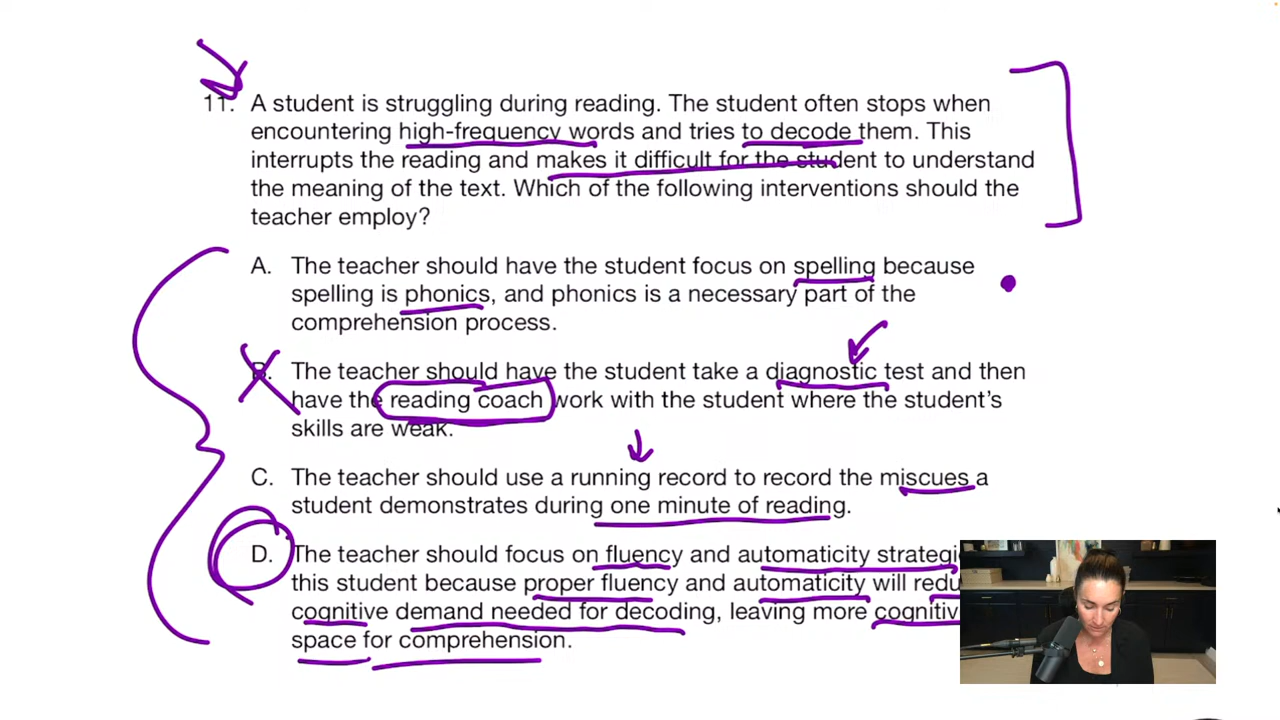 11. A student is struggling during reading. The student often stops when
encountering high-frequency words and tries to decode them. This
interrupts the reading and makes it difficult for the student to understand
the meaning of the text. Which of the following interventions should the
teacher employ?
A. The teacher should have the student focus on spelling because
spelling is phonics, and phonics is a necessary part of the
comprehension process.
B. The teacher should have the student take a diagnostic test and then
have the reading coach work with the student where the student's
skills are weak.
C. The teacher should use a running record to record the miscues a
student demonstrates during one minute of reading.
D. The teacher should focus on fluency and automaticity
this student because proper fluency and automaticity will
cognitive demand needed for decoding, leaving more
space for comprehension.